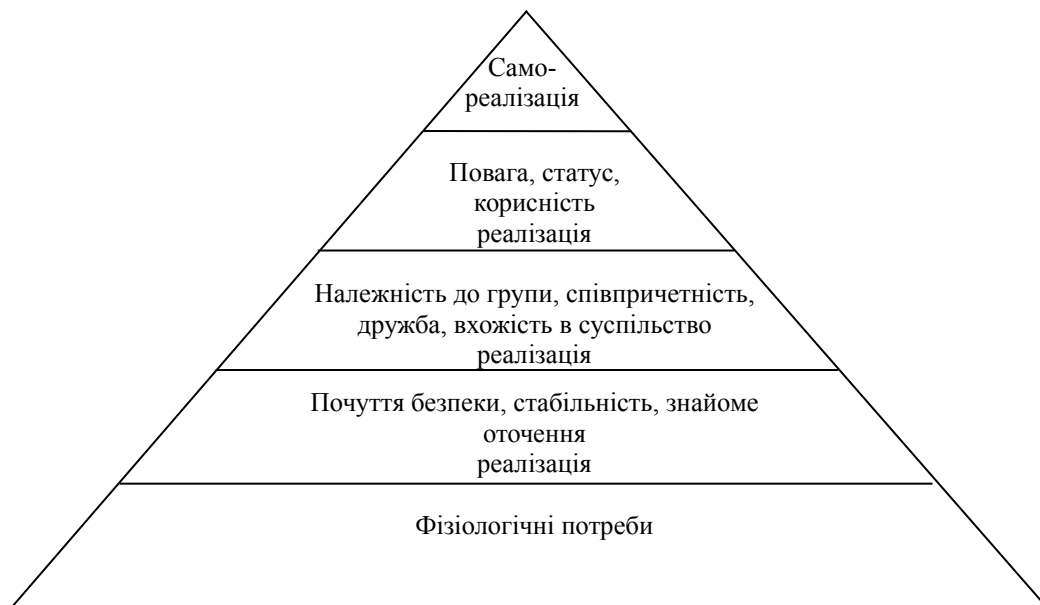 Само-
реалізація
Повага, статус,
корисність
реалізація
Належність до групи, співпричетність,
дружба, вхожість в суспільство
реалізація
Почуття безпеки, стабільність, знайоме
оточення
реалізація
Фізіологічні потреби